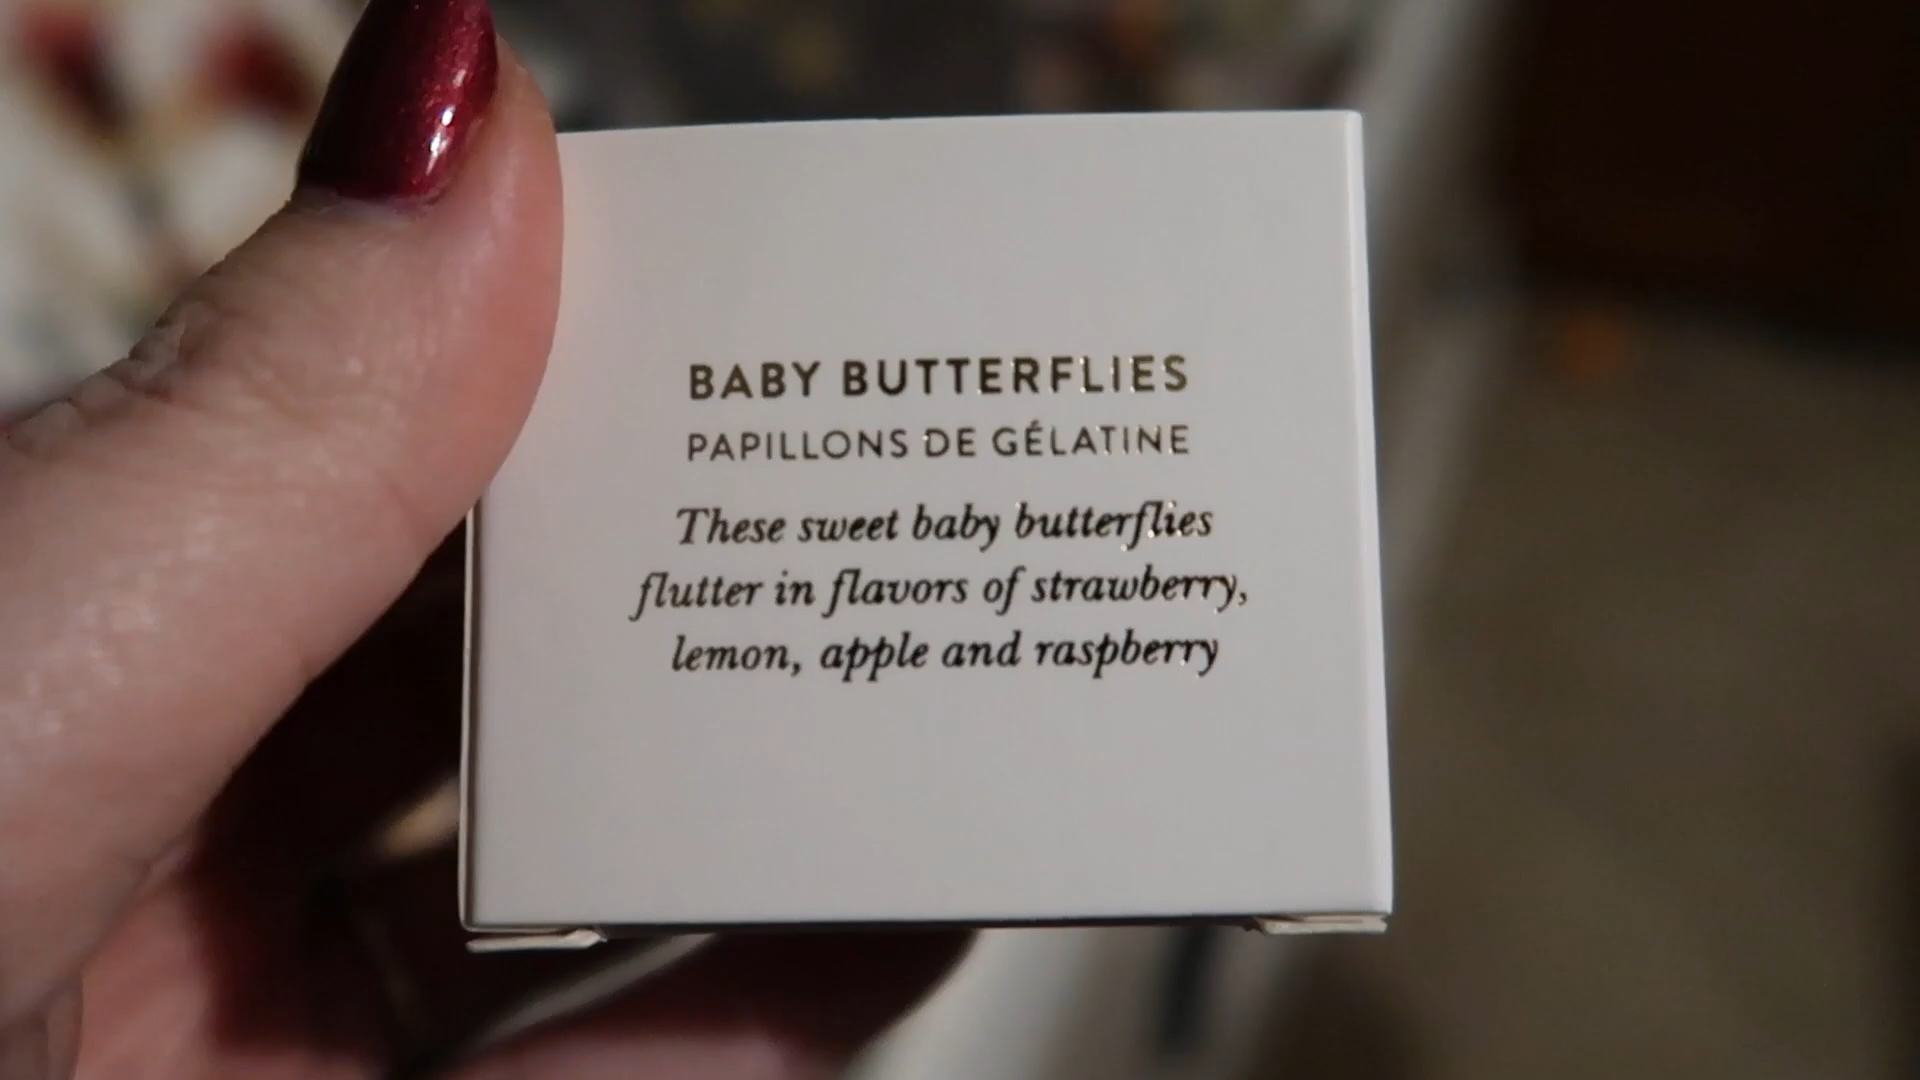 BABY BUTTERFLIES
PAPILLONS DE GÉLATINE
These sweet baby butterflies
flutter in flavors of strawberry,
lemon, apple and raspberry